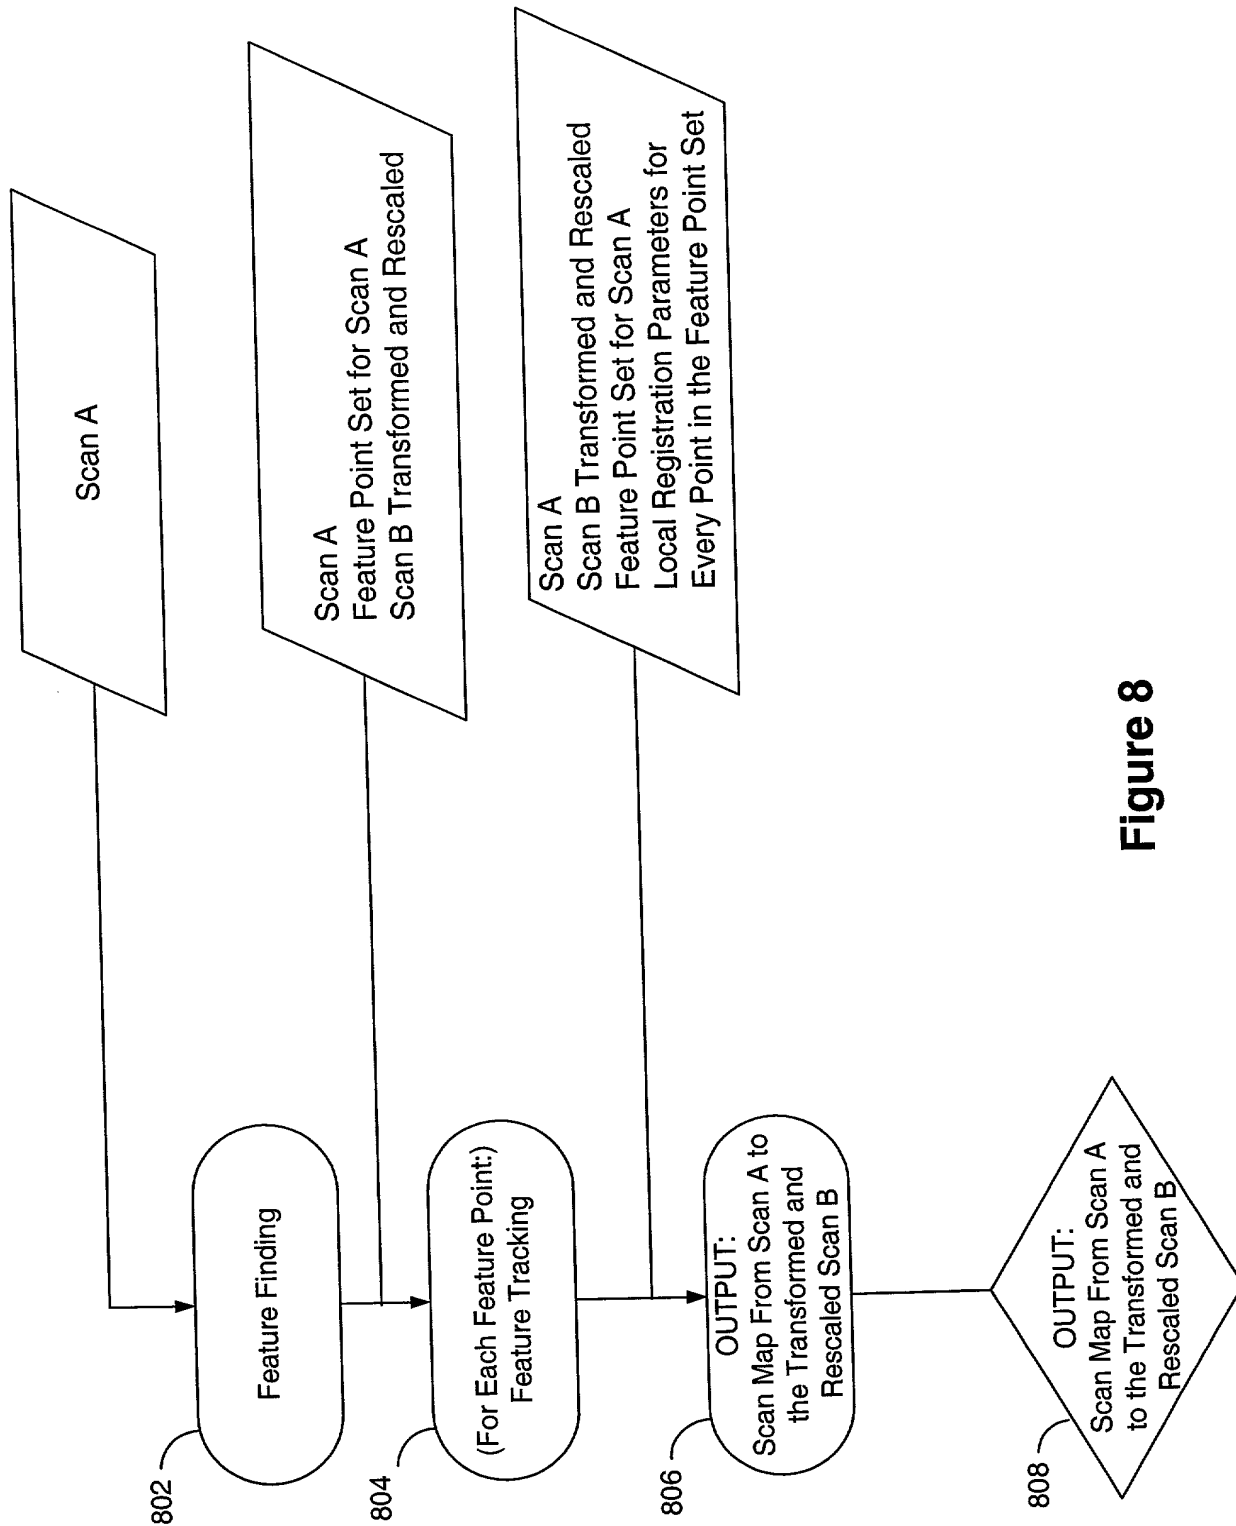 Scan A
802
Feature Finding
Scan A
Feature Point Set for Scan A
Scan B Transformed and Rescaled
804
(For Each Feature Point:)
Feature Tracking
Scan A
Scan B Transformed and Rescaled
Feature Point Set for Scan A
Local Registration Parameters for
Every Point in the Feature Point Set
806
OUTPUT:
Scan Map From Scan A to
the Transformed and
Rescaled Scan B
808
OUTPUT:
Scan Map From Scan A
to the Transformed and
Rescaled Scan B
Figure 8